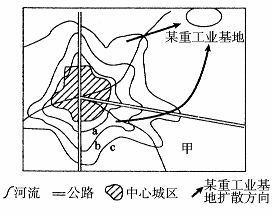 某重工业基地
a
b c 甲
河流 公路 中心城区 某重工业基
地扩散方向